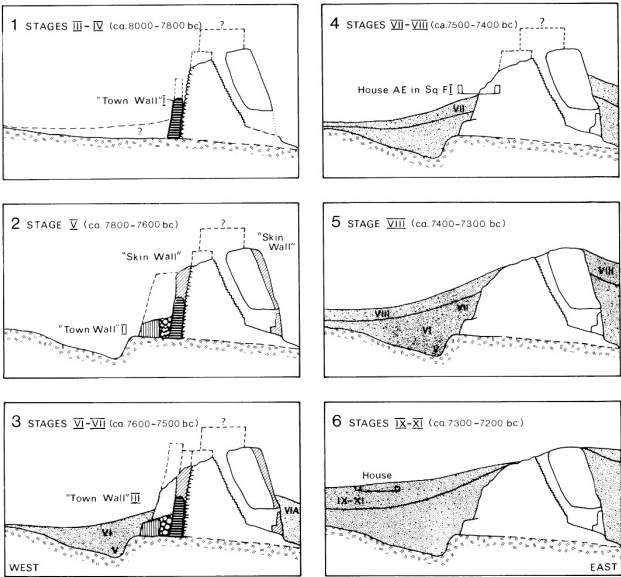 1 STAGES III-IV (ca.8000-7800 bc)
?
"Town Wall" I
?
2 STAGE V (ca.7800-7600 bc)
?
"Skin Wall"
"Skin
Wall"
"Town Wall" II
3 STAGES VI-VII (ca.7600-7500 bc)
?
"Town Wall" III
VI
V
VIA
WEST
4 STAGES VII-VIII (ca.7500-7400 bc)
?
House AE in Sq FI
VII
5 STAGE VIII (ca.7400-7300 bc)
VIII
VIII
VII
VI
V
6 STAGES IX-XI (ca.7300-7200 bc)
House
IX-XI
EAST